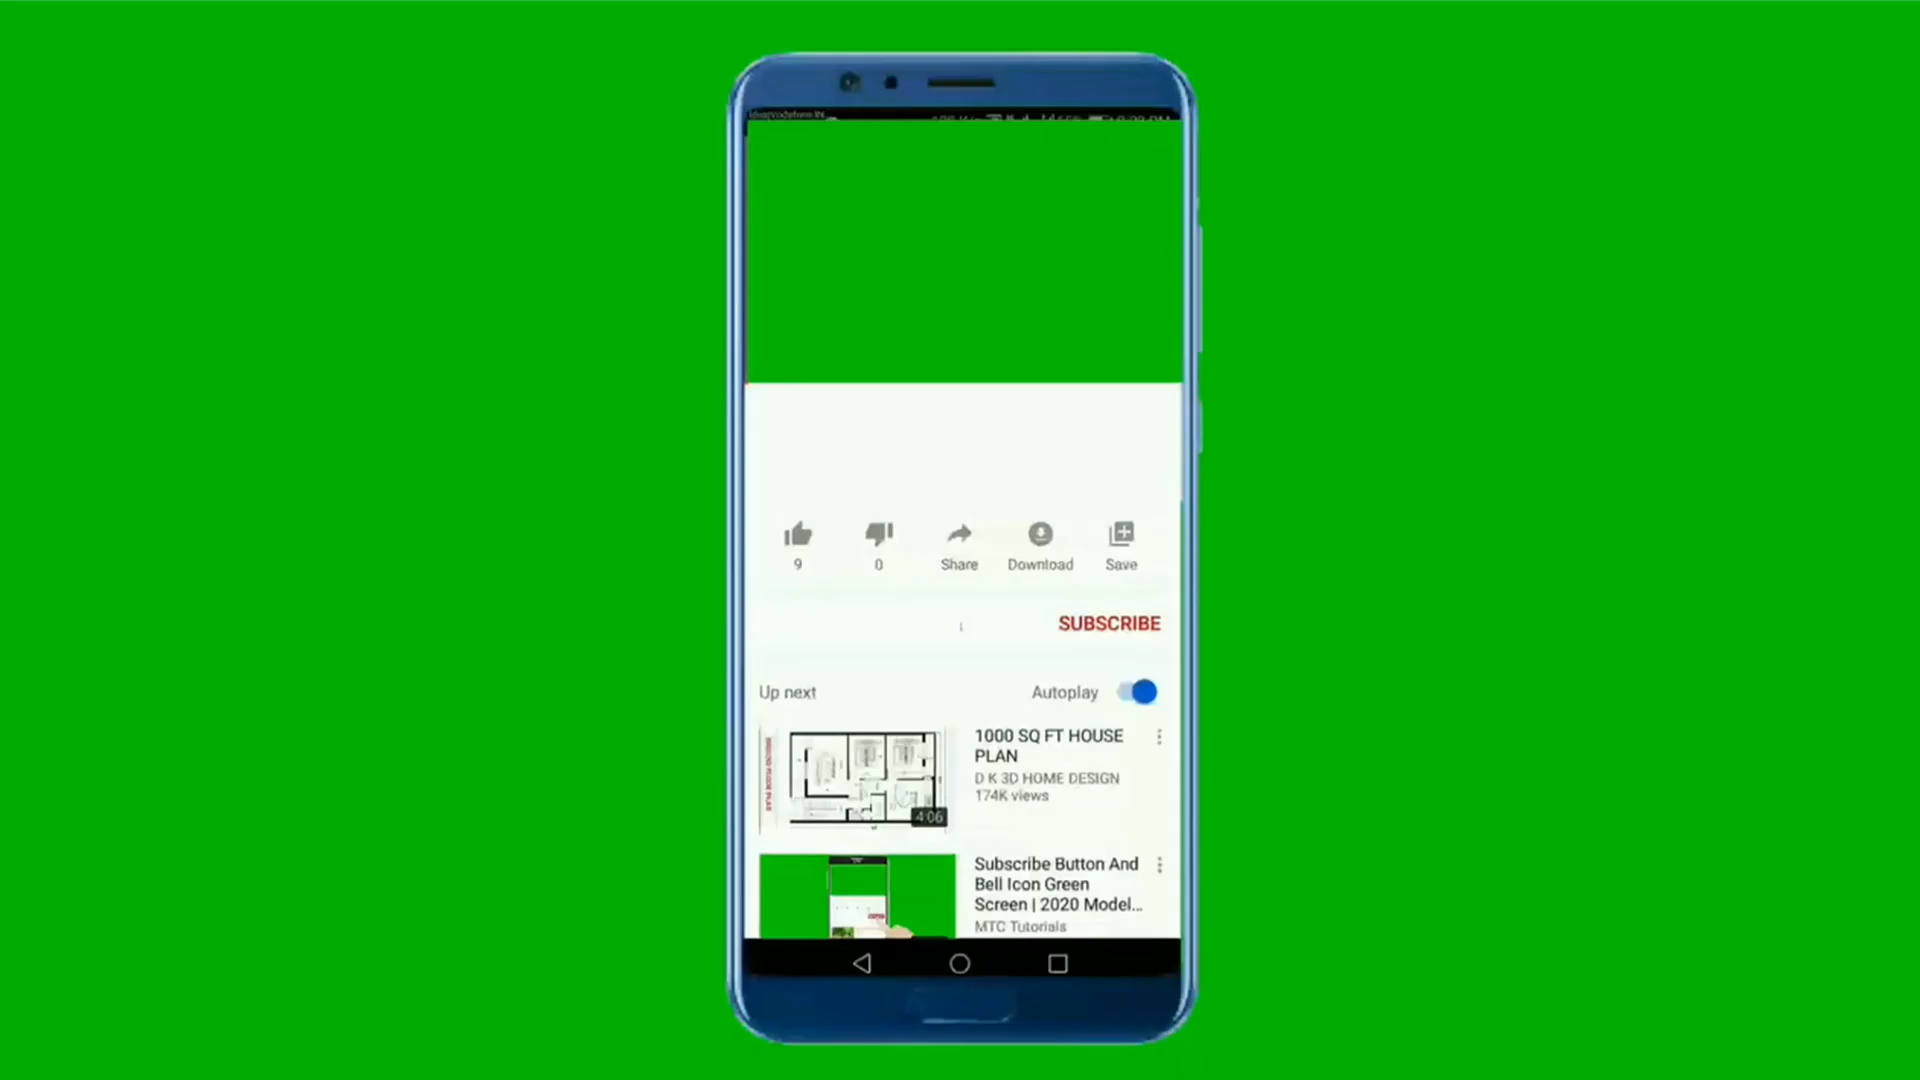 9
0
Share
Download
Save
SUBSCRIBE
Up next
Autoplay
1000 SQ FT HOUSE
PLAN
D K 3D HOME DESIGN
174K views
4:06
Subscribe Button And
Bell Icon Green
Screen | 2020 Model...
MTC Tutorials